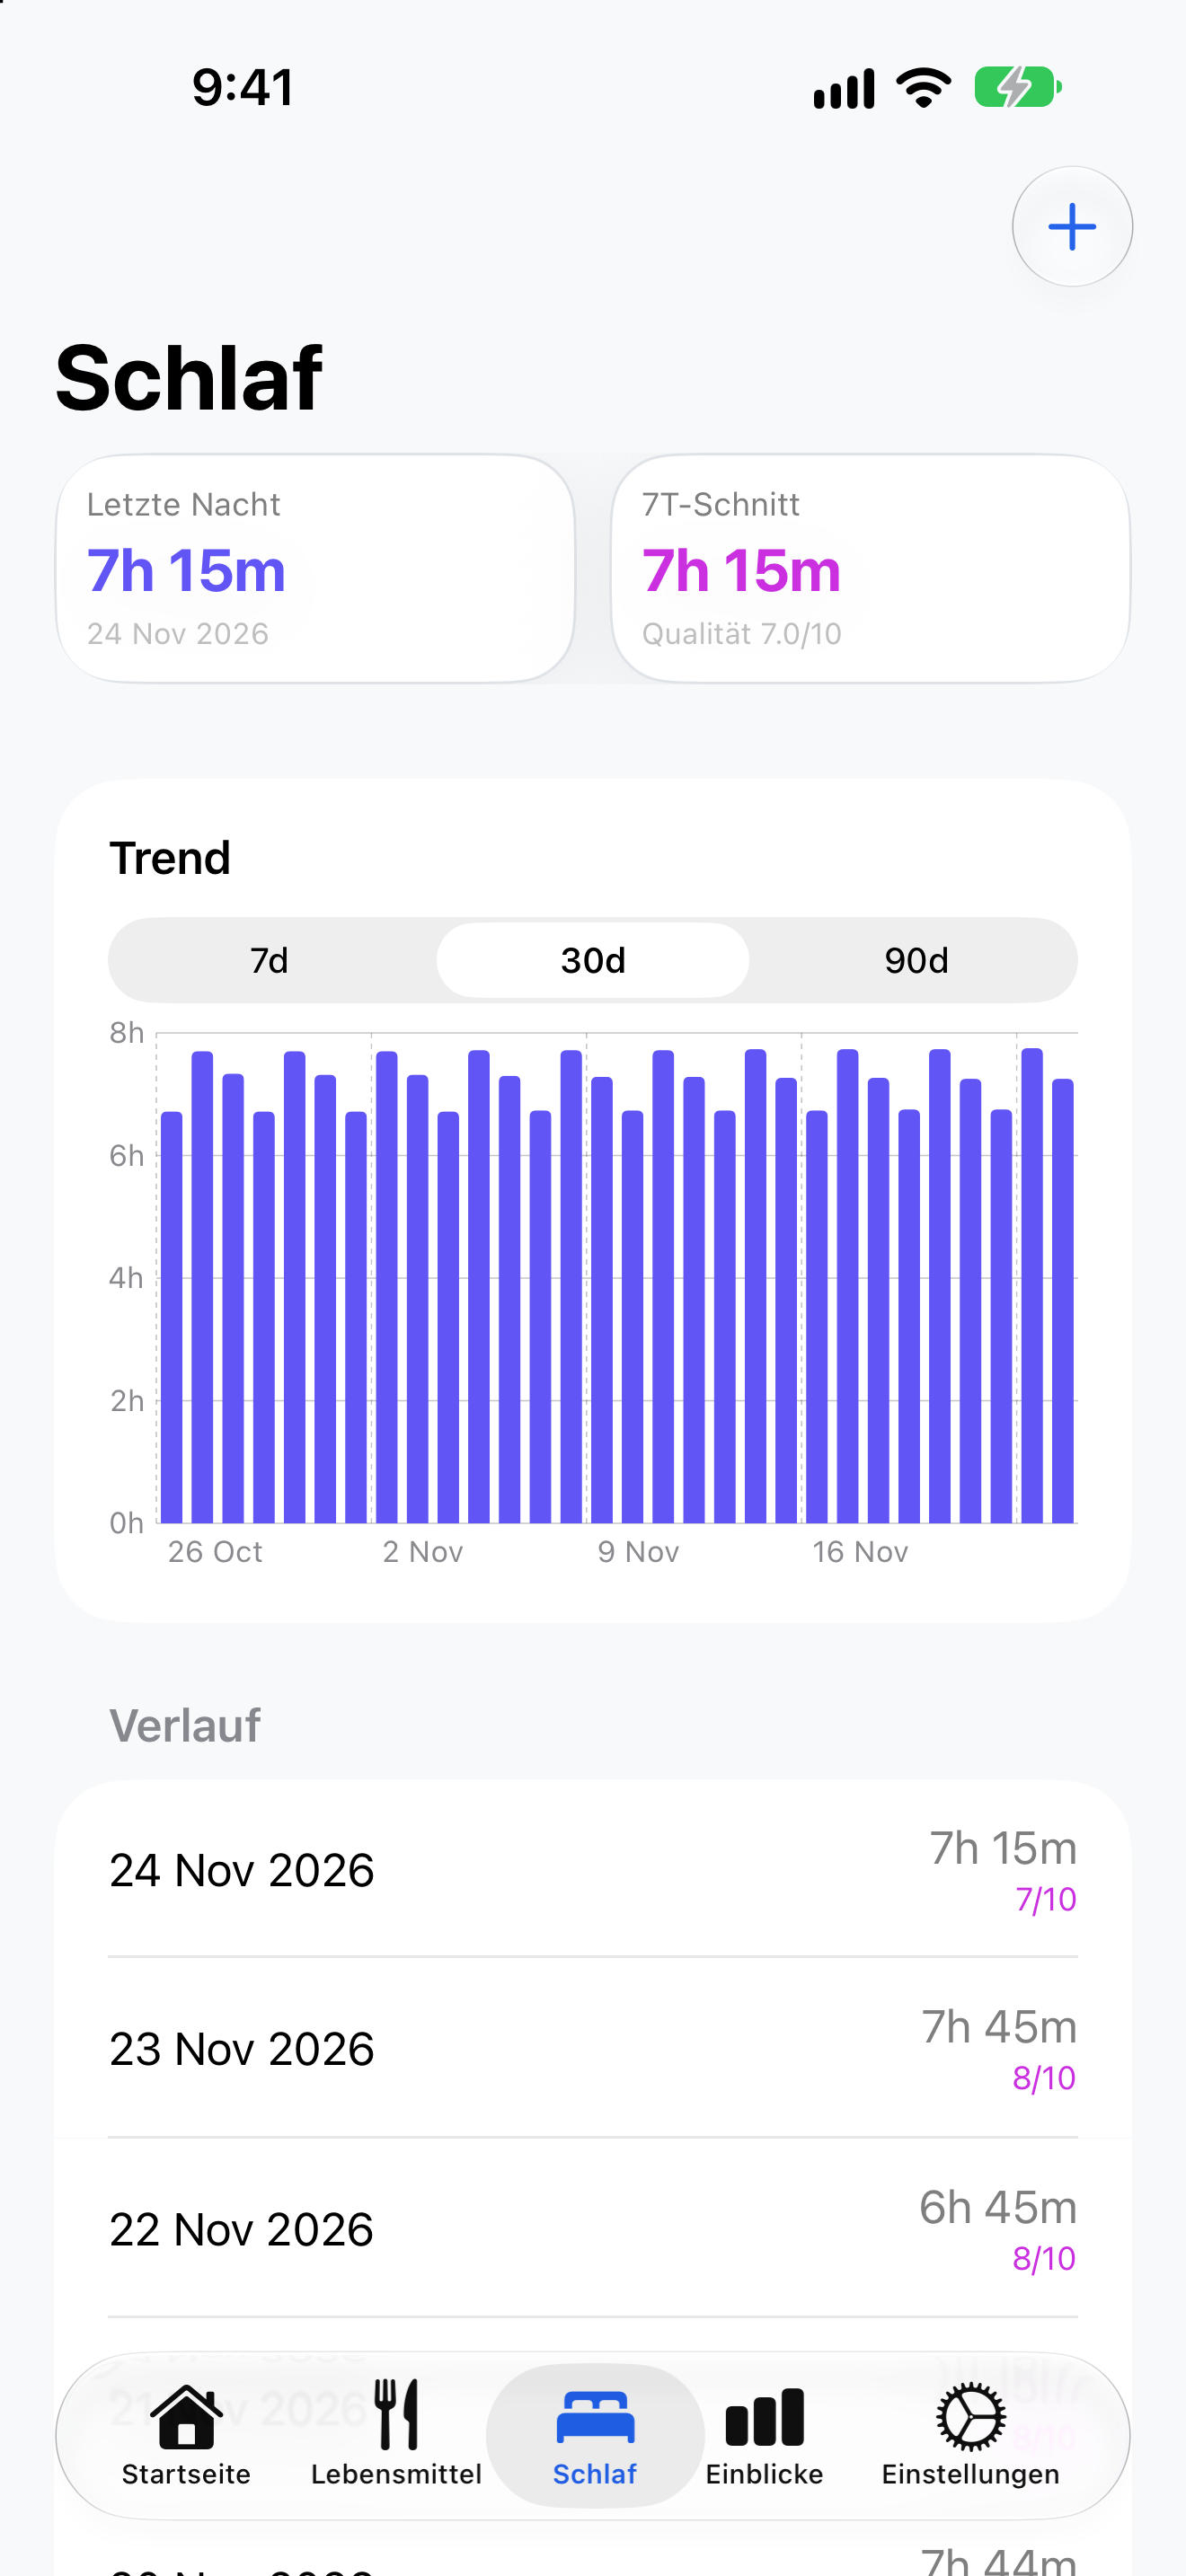 9:41
Schlaf
Letzte Nacht
7h 15m
24 Nov 2026
7T-Schnitt
7h 15m
Qualität 7.0/10
Trend
7d 30d 90d
8h
6h
4h
2h
0h
26 Oct 2 Nov 9 Nov 16 Nov
Verlauf
24 Nov 2026
7h 15m
7/10
23 Nov 2026
7h 45m
8/10
22 Nov 2026
6h 45m
8/10
Startseite Lebensmittel Schlaf Einblicke Einstellungen
7h 44m